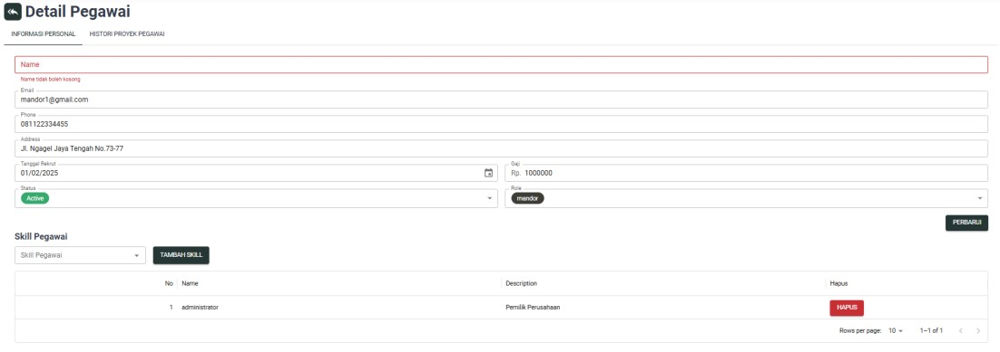 Detail Pegawai
INFORMASI PERSONAL HISTORI PROYEK PEGAWAI
Name
Name tidak boleh kosong
Email
mandor1@gmail.com
Phone
081122334455
Address
Jl. Ngagel Jaya Tengah No.73-77
Tanggal Rekrut Gaji
01/02/2025 Rp. 1000000
Status Role
Active mandor
PERBARUI
Skill Pegawai
Skill Pegawai TAMBAH SKILL
No Name Description Hapus
1 administrator Pemilik Perusahaan HAPUS
Rows per page: 10 1–1 of 1